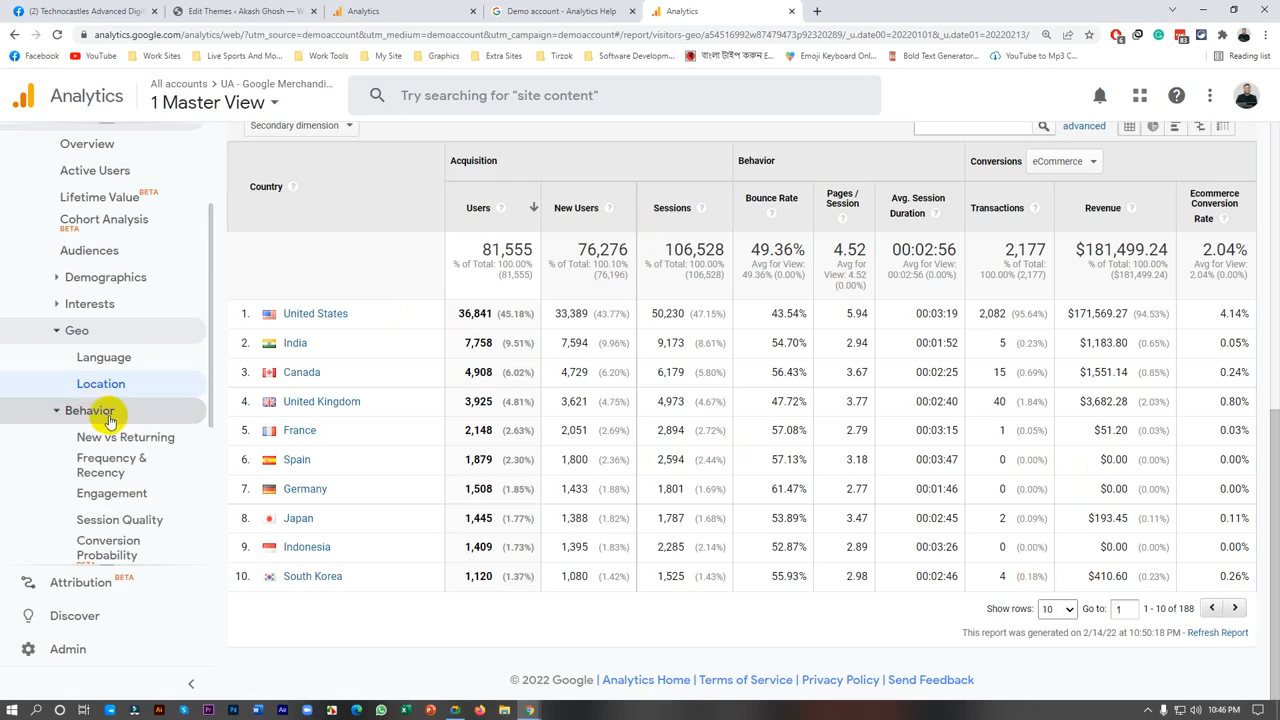 (2) Technocastles Advanced Digi
Edit Themes « Akash Ghosh — W
Analytics
Demo account - Analytics Help
Analytics
analytics.google.com/analytics/web/?utm_source=demoaccount&utm_medium=demoaccount&utm_campaign=demoaccount#/report/visitors-geo/a54516992w87479473p92320289/_u.date00=20220101&_u.date01=20220213/
Facebook
YouTube
Work Sites
Live Sports And Mo...
Work Tools
My Site
Graphics
Extra Sites
Tirzok
Software Developm...
বাংলা টাইপ করুন E...
Emoji Keyboard Onl...
Bold Text Generator...
YouTube to Mp3 C...
Reading list
Analytics
All accounts > UA - Google Merchandi...
1 Master View
Try searching for "site content"
Overview
Active Users
Lifetime Value BETA
Cohort Analysis
BETA
Audiences
Demographics
Interests
Geo
Language
Location
Behavior
New vs Returning
Frequency &
Recency
Engagement
Session Quality
Conversion
Probability
Attribution BETA
Discover
Admin
Secondary dimension
advanced
Country
Acquisition
Behavior
Conversions eCommerce
Users
New Users
Sessions
Bounce Rate
Pages /
Session
Avg. Session
Duration
Transactions
Revenue
Ecommerce
Conversion
Rate
81,555
% of Total: 100.00%
(81,555)
76,276
% of Total: 100.10%
(76,196)
106,528
% of Total: 100.00%
(106,528)
49.36%
Avg for View:
49.36% (0.00%)
4.52
Avg for
View: 4.52
(0.00%)
00:02:56
Avg for View:
00:02:56 (0.00%)
2,177
% of Total:
100.00% (2,177)
$181,499.24
% of Total: 100.00%
($181,499.24)
2.04%
Avg for View:
2.04% (0.00%)
1. United States 36,841 (45.18%) 33,389 (43.77%) 50,230 (47.15%) 43.54% 5.94 00:03:19 2,082 (95.64%) $171,569.27 (94.53%) 4.14%
2. India 7,758 (9.51%) 7,594 (9.96%) 9,173 (8.61%) 54.70% 2.94 00:01:52 5 (0.23%) $1,183.80 (0.65%) 0.05%
3. Canada 4,908 (6.02%) 4,729 (6.20%) 6,179 (5.80%) 56.43% 3.67 00:02:25 15 (0.69%) $1,551.14 (0.85%) 0.24%
4. United Kingdom 3,925 (4.81%) 3,621 (4.75%) 4,973 (4.67%) 47.72% 3.77 00:02:22 40 (1.84%) $3,682.28 (2.03%) 0.80%
5. France 2,148 (2.63%) 2,051 (2.69%) 2,894 (2.72%) 57.08% 2.79 00:03:15 1 (0.05%) $51.20 (0.03%) 0.03%
6. Spain 1,879 (2.30%) 1,800 (2.36%) 2,594 (2.44%) 57.13% 3.18 00:03:47 0 (0.00%) $0.00 (0.00%) 0.00%
7. Germany 1,508 (1.85%) 1,433 (1.88%) 1,801 (1.69%) 61.47% 2.77 00:01:46 0 (0.00%) $0.00 (0.00%) 0.00%
8. Japan 1,445 (1.77%) 1,388 (1.82%) 1,787 (1.68%) 53.89% 3.47 00:02:45 2 (0.09%) $193.45 (0.11%) 0.11%
9. Indonesia 1,409 (1.73%) 1,395 (1.83%) 2,285 (2.14%) 52.87% 2.89 00:03:26 0 (0.00%) $0.00 (0.00%) 0.00%
10. South Korea 1,120 (1.37%) 1,080 (1.42%) 1,525 (1.43%) 55.93% 2.98 00:02:46 4 (0.18%) $410.60 (0.23%) 0.26%
Show rows: 10 Go to: 1 1 - 10 of 188
This report was generated on 2/14/22 at 10:50:18 PM - Refresh Report
© 2022 Google | Analytics Home | Terms of Service | Privacy Policy | Send Feedback
10:46 PM